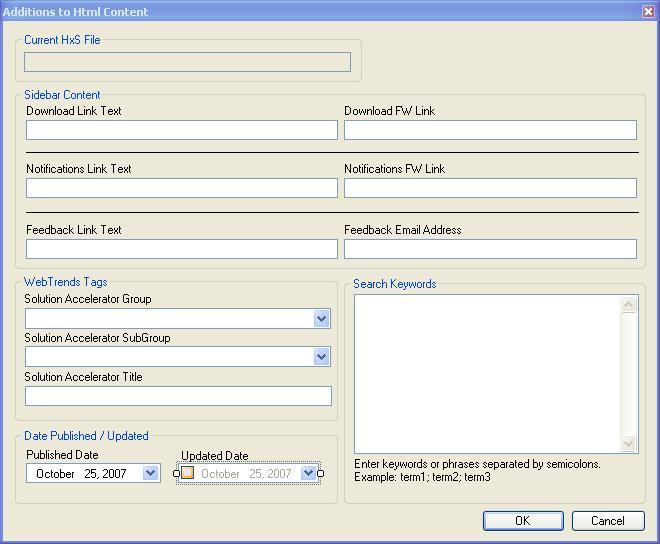 Additions to Html Content
Current HxS File
Sidebar Content
Download Link Text
Download FW Link
Notifications Link Text
Notifications FW Link
Feedback Link Text
Feedback Email Address
WebTrends Tags
Solution Accelerator Group
Solution Accelerator SubGroup
Solution Accelerator Title
Search Keywords
Enter keywords or phrases separated by semicolons.
Example: term1; term2; term3
Date Published / Updated
Published Date
October 25, 2007
Updated Date
October 25, 2007
OK
Cancel